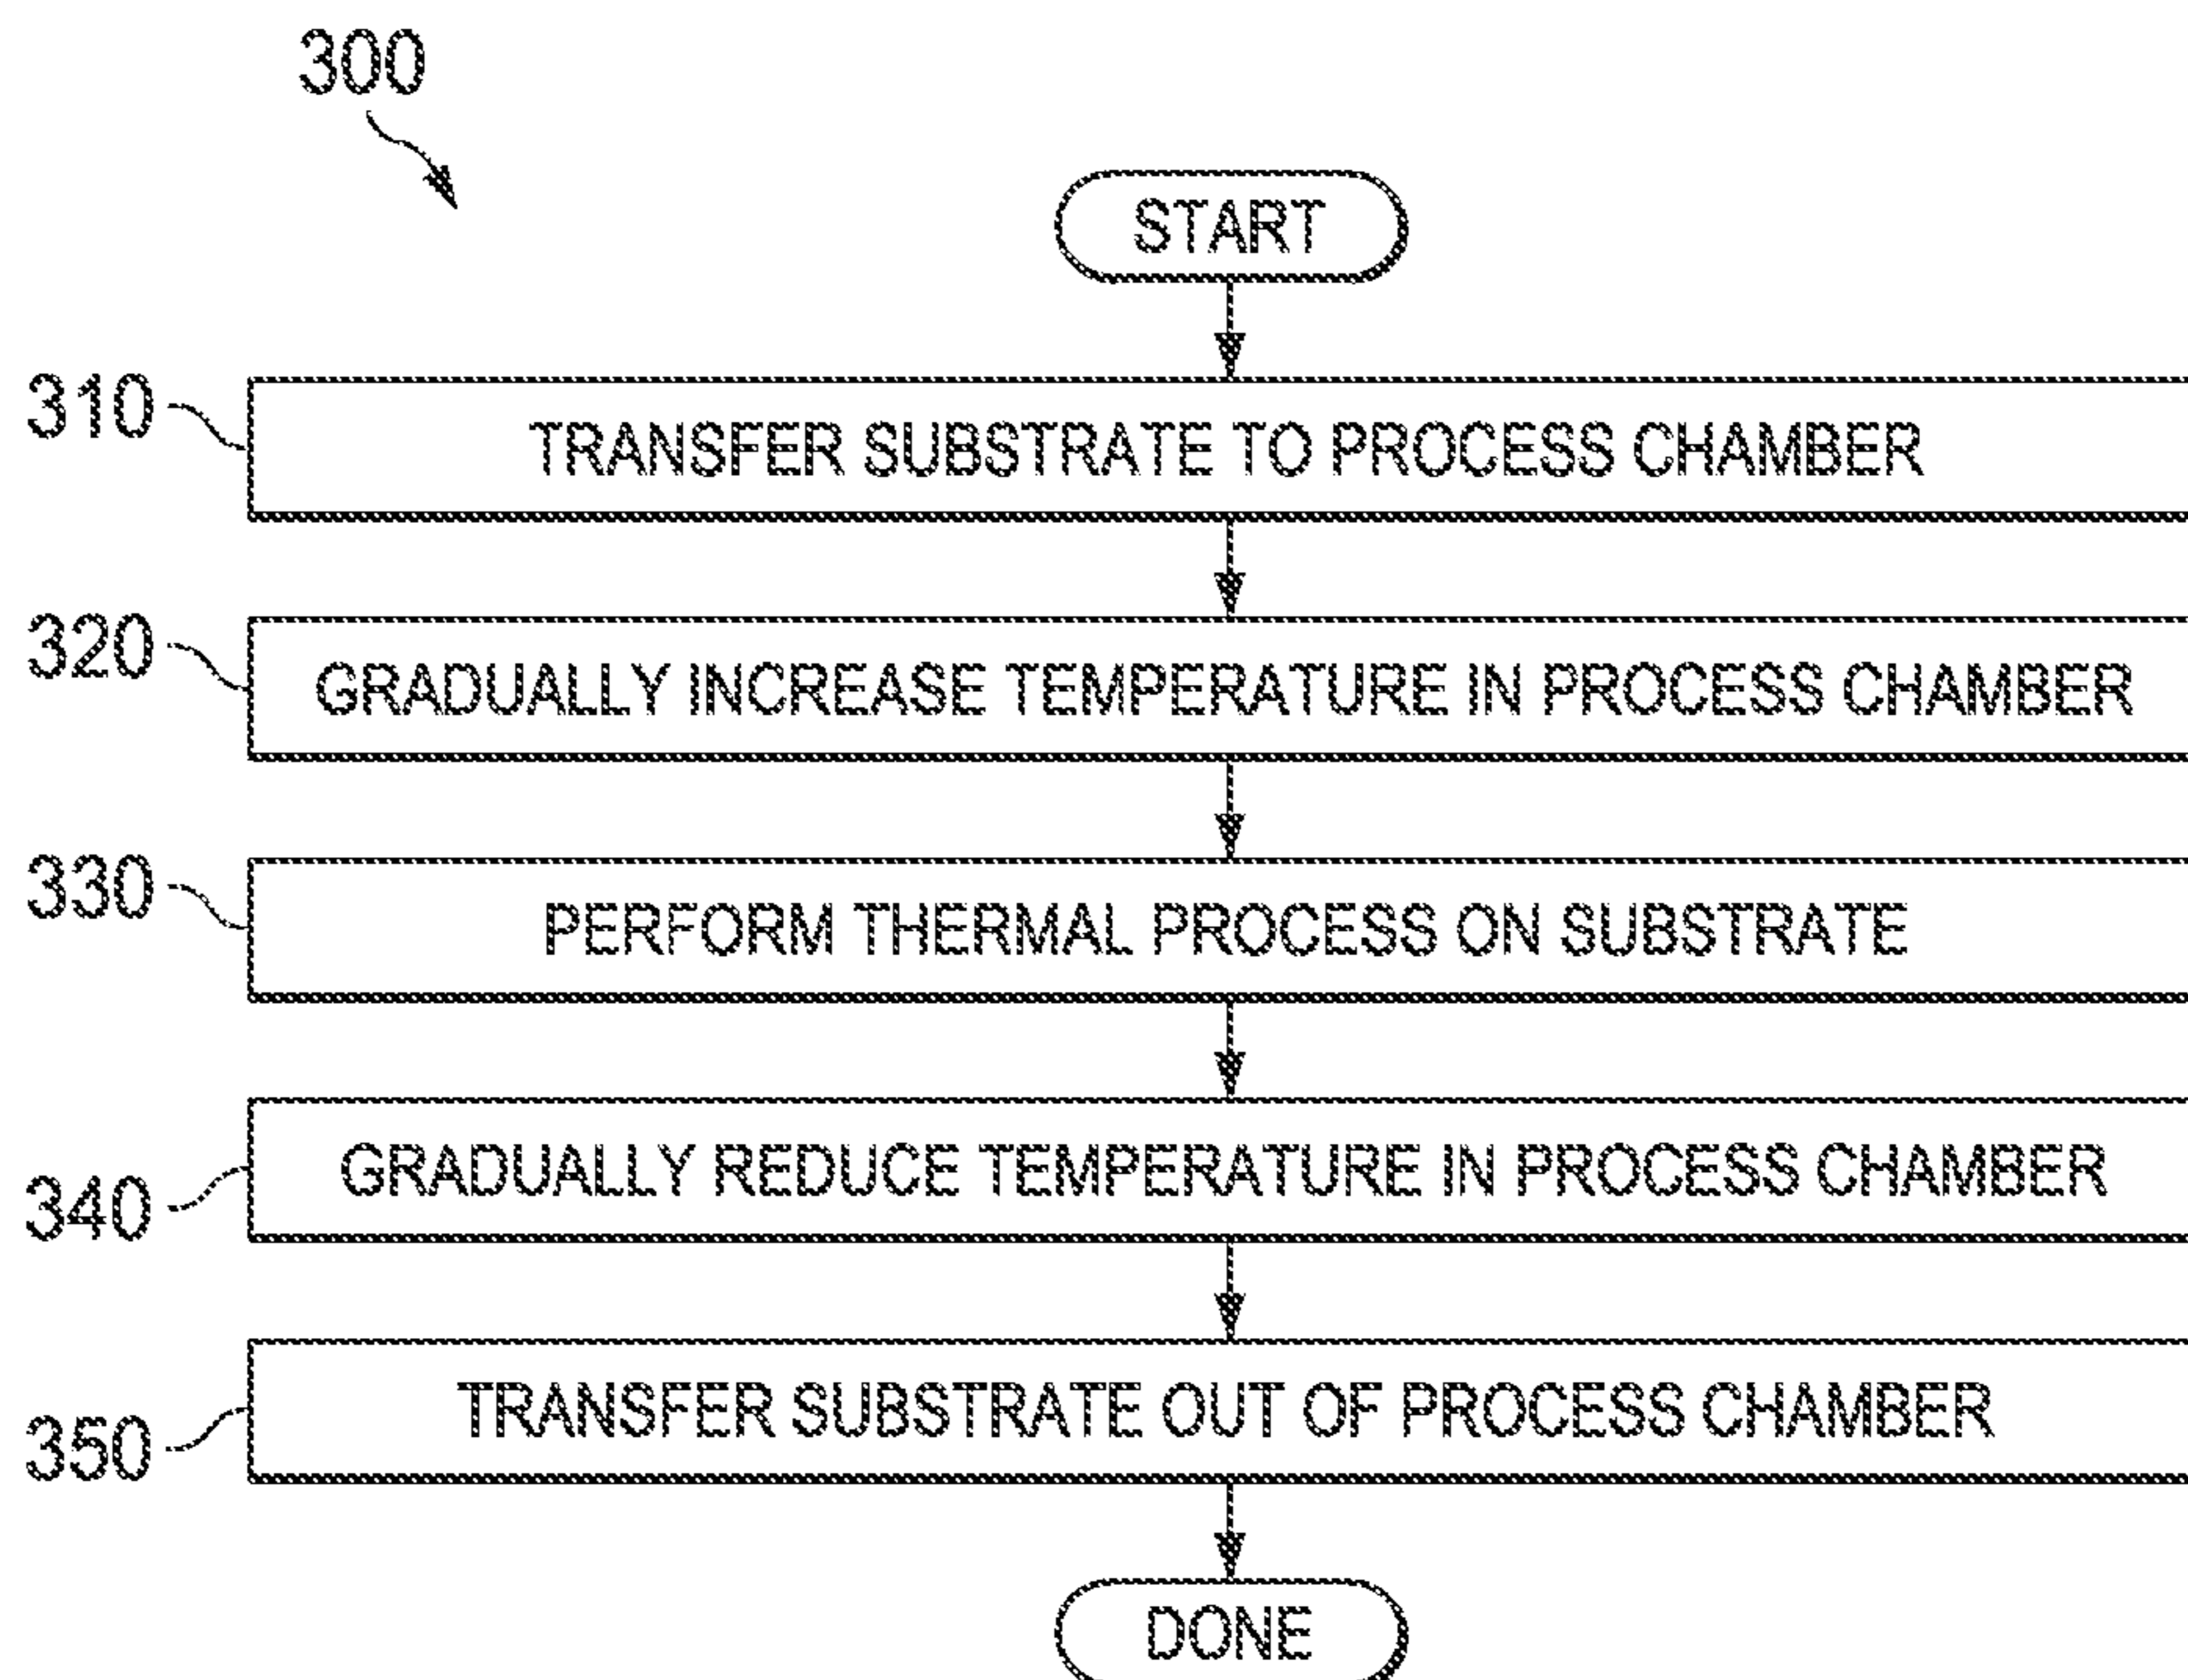 300
START
310 TRANSFER SUBSTRATE TO PROCESS CHAMBER
320 GRADUALLY INCREASE TEMPERATURE IN PROCESS CHAMBER
330 PERFORM THERMAL PROCESS ON SUBSTRATE
340 GRADUALLY REDUCE TEMPERATURE IN PROCESS CHAMBER
350 TRANSFER SUBSTRATE OUT OF PROCESS CHAMBER
DONE